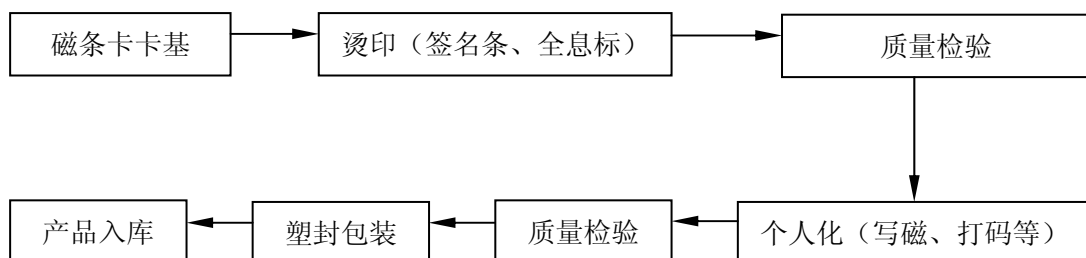 磁条卡卡基
烫印（签名条、全息标）
质量检验
个人化（写磁、打码等）
质量检验
塑封包装
产品入库